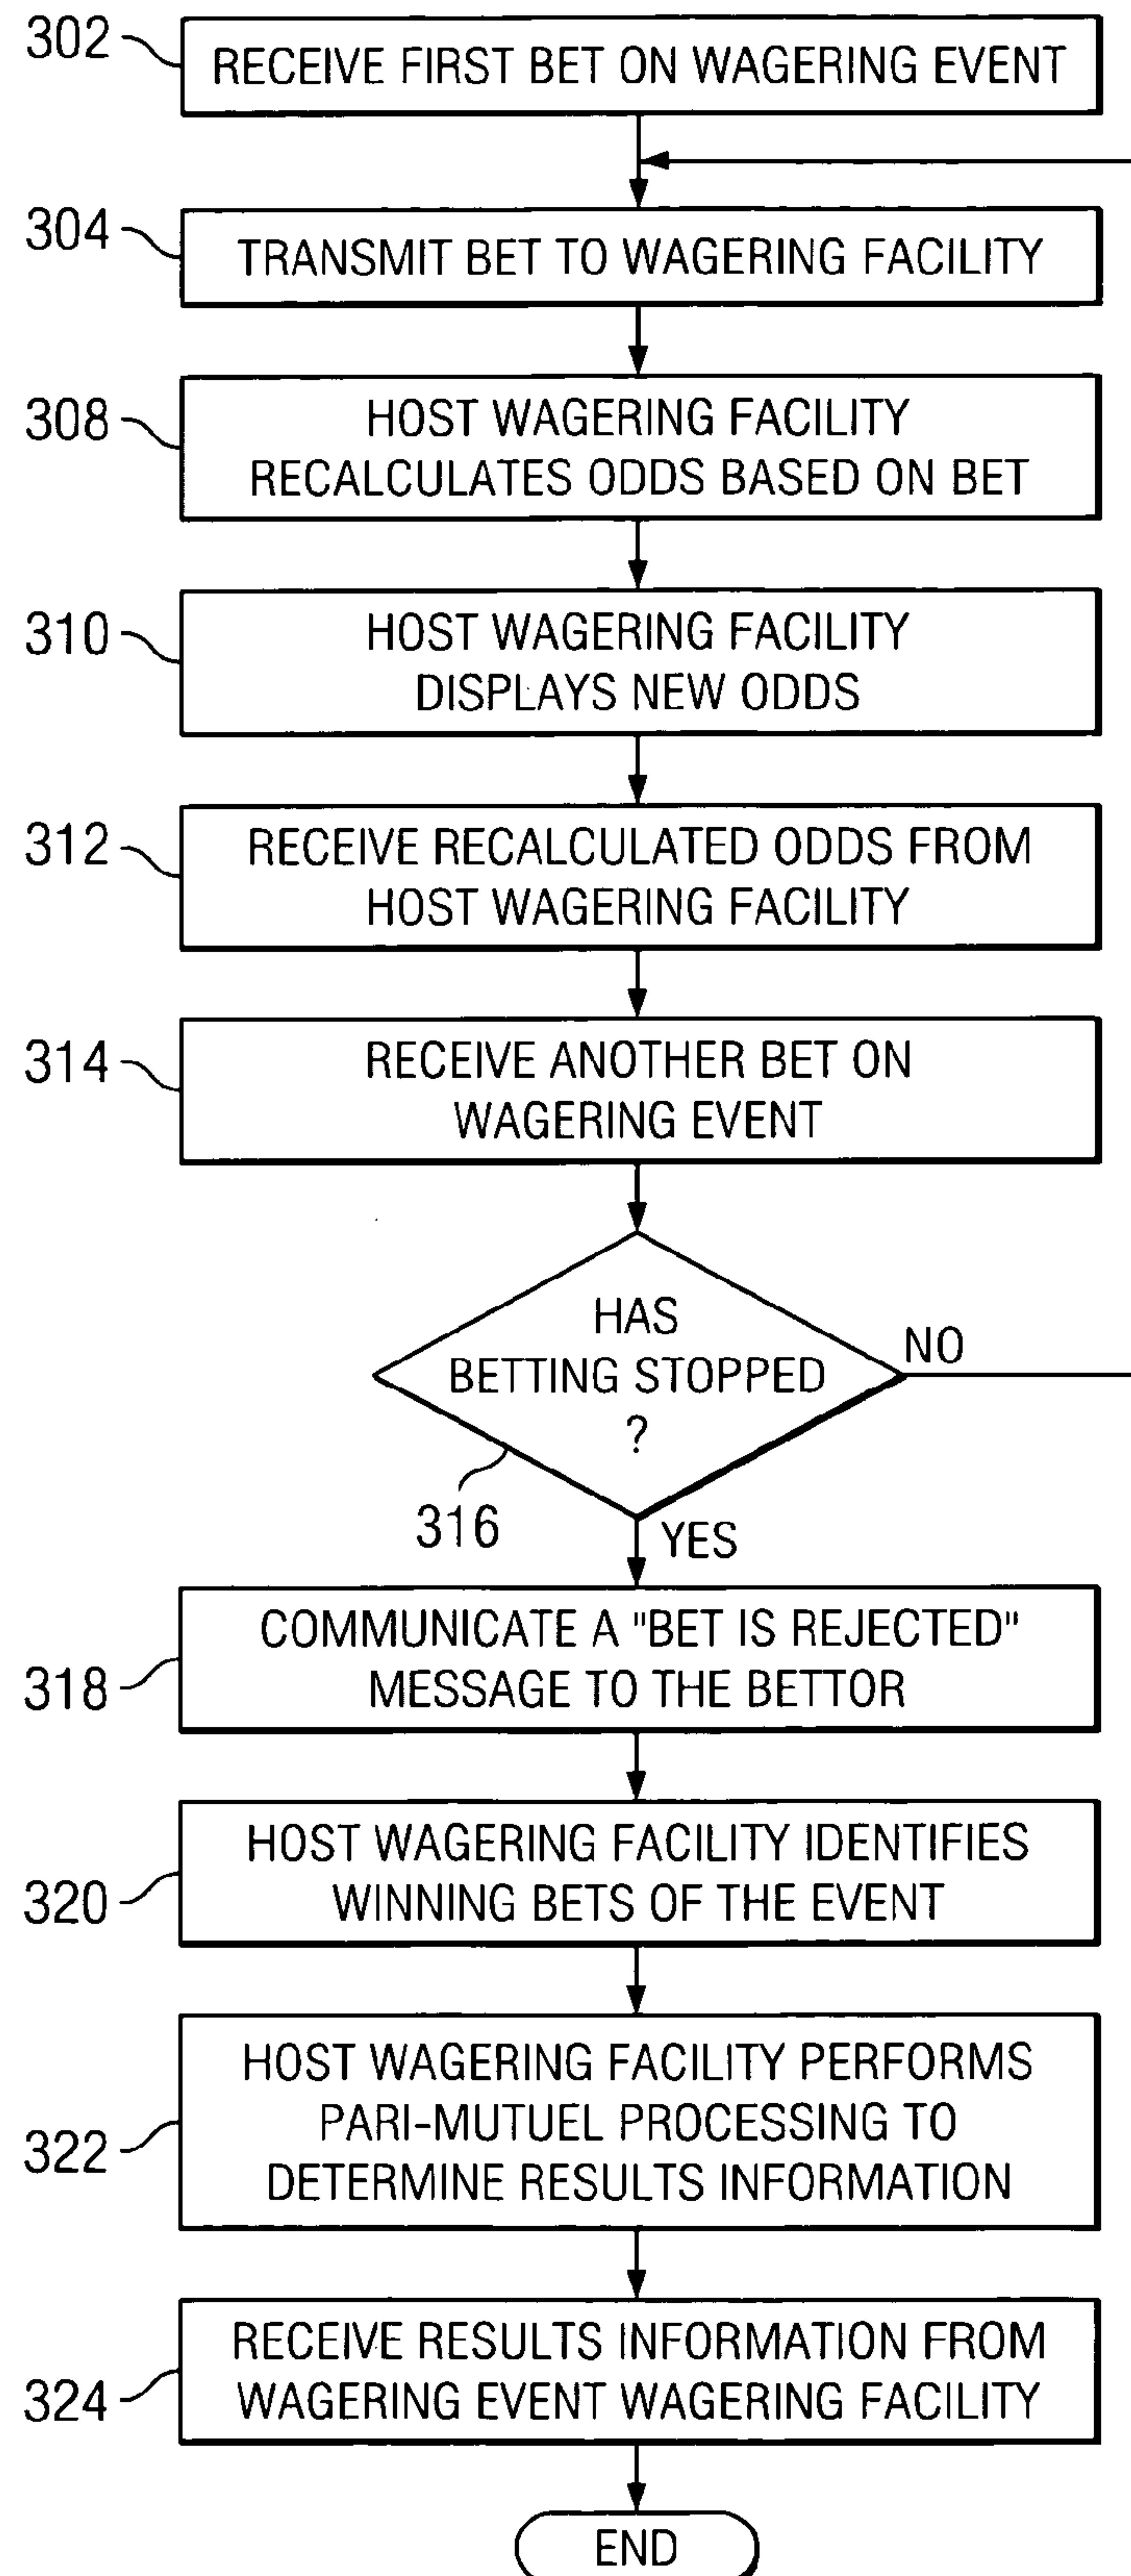 302
RECEIVE FIRST BET ON WAGERING EVENT
304
TRANSMIT BET TO WAGERING FACILITY
308
HOST WAGERING FACILITY
RECALCULATES ODDS BASED ON BET
310
HOST WAGERING FACILITY
DISPLAYS NEW ODDS
312
RECEIVE RECALCULATED ODDS FROM
HOST WAGERING FACILITY
314
RECEIVE ANOTHER BET ON
WAGERING EVENT
HAS
BETTING STOPPED
?
NO
316
YES
318
COMMUNICATE A "BET IS REJECTED"
MESSAGE TO THE BETTOR
320
HOST WAGERING FACILITY IDENTIFIES
WINNING BETS OF THE EVENT
322
HOST WAGERING FACILITY PERFORMS
PARI-MUTUEL PROCESSING TO
DETERMINE RESULTS INFORMATION
324
RECEIVE RESULTS INFORMATION FROM
WAGERING EVENT WAGERING FACILITY
END